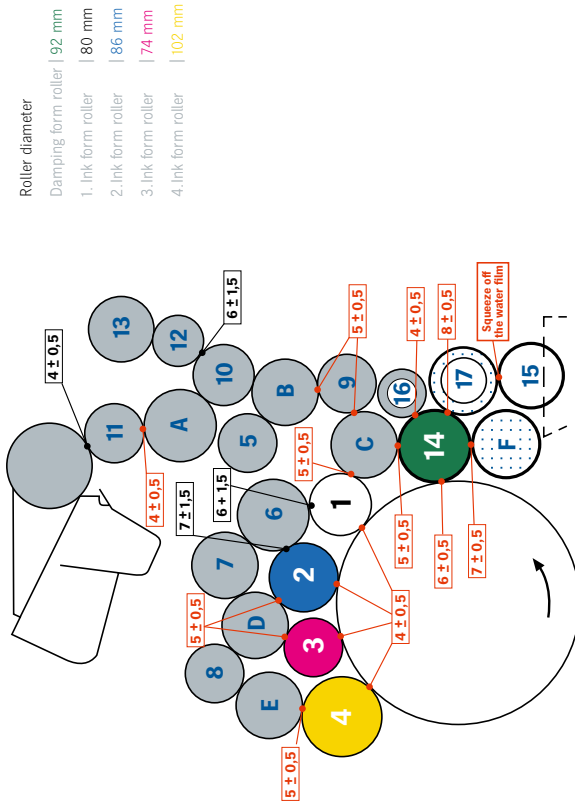 Roller diameter
Damping form roller | 92 mm
1. Ink form roller | 80 mm
2. Ink form roller | 86 mm
3. Ink form roller | 74 mm
4. Ink form roller | 102 mm
4 ± 0,5
11
13
4 ± 0,5
A
12
7 ± 1,5
5 ± 0,5
8
7
6 + 1,5
10
6 ± 1,5
5
D
E
6
B
5 ± 0,5
2
5 ± 0,5
3
4
1
9
5 ± 0,5
C
16
4 ± 0,5
5 ± 0,5
4 ± 0,5
14
17
8 ± 0,5
6 ± 0,5
7 ± 0,5
Squeeze off
the water film
F
15